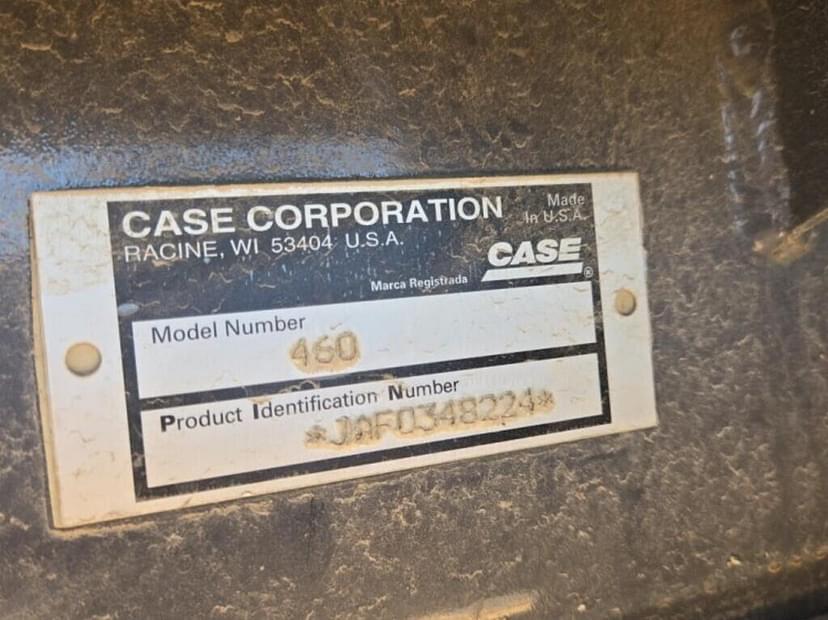 CASE CORPORATION
Made
In U.S.A.
RACINE, WI 53404 U.S.A.
CASE
®
Marca Registrada
Model Number
460
Product Identification Number
*JAF0348224*